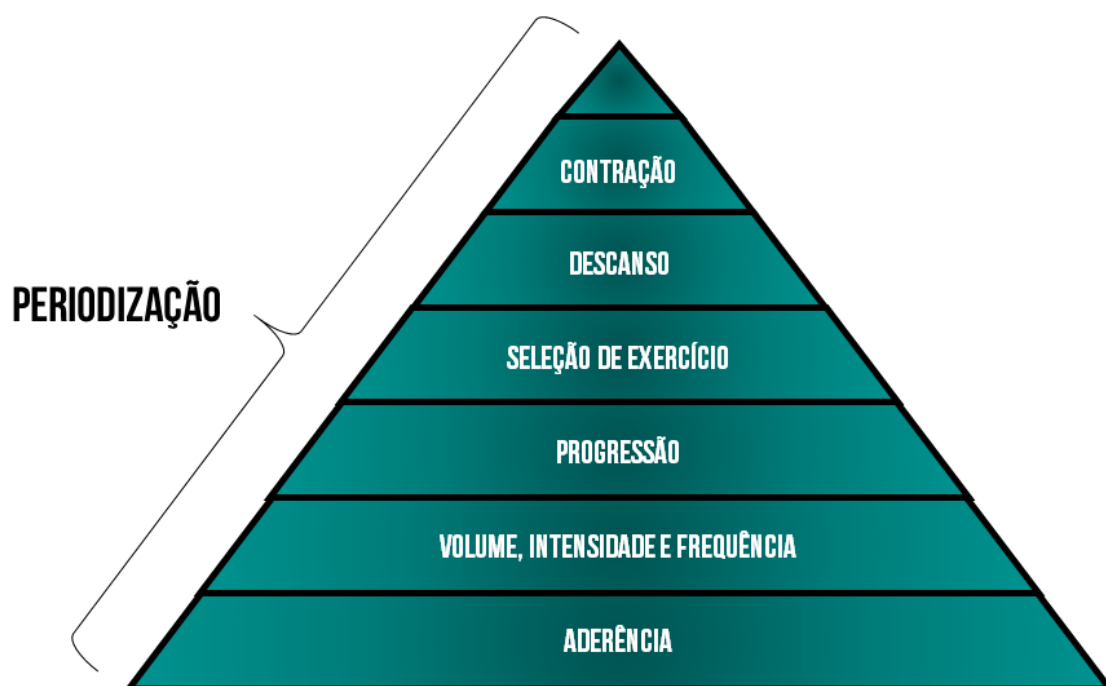 CONTRAÇÃO
DESCANSO
PERIODIZAÇÃO
SELEÇÃO DE EXERCÍCIO
PROGRESSÃO
VOLUME, INTENSIDADE E FREQUÊNCIA
ADERÊNCIA